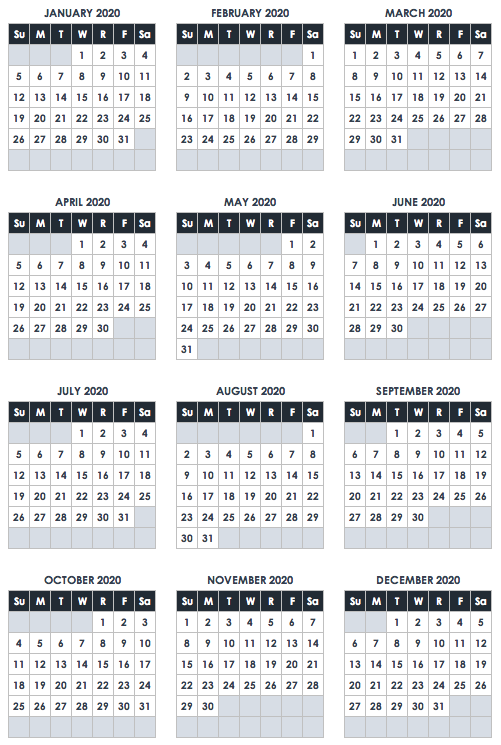 JANUARY 2020
Su M T W R F Sa
1 2 3 4
5 6 7 8 9 10 11
12 13 14 15 16 17 18
19 20 21 22 23 24 25
26 27 28 29 30 31
FEBRUARY 2020
Su M T W R F Sa
1
2 3 4 5 6 7 8
9 10 11 12 13 14 15
16 17 18 19 20 21 22
23 24 25 26 27 28 29
MARCH 2020
Su M T W R F Sa
1 2 3 4 5 6 7
8 9 10 11 12 13 14
15 16 17 18 19 20 21
22 23 24 25 26 27 28
29 30 31
APRIL 2020
Su M T W R F Sa
1 2 3 4
5 6 7 8 9 10 11
12 13 14 15 16 17 18
19 20 21 22 23 24 25
26 27 28 29 30
MAY 2020
Su M T W R F Sa
1 2
3 4 5 6 7 8 9
10 11 12 13 14 15 16
17 18 19 20 21 22 23
24 25 26 27 28 29 30
31
JUNE 2020
Su M T W R F Sa
1 2 3 4 5 6
7 8 9 10 11 12 13
14 15 16 17 18 19 20
21 22 23 24 25 26 27
28 29 30
JULY 2020
Su M T W R F Sa
1 2 3 4
5 6 7 8 9 10 11
12 13 14 15 16 17 18
19 20 21 22 23 24 25
26 27 28 29 30 31
AUGUST 2020
Su M T W R F Sa
1
2 3 4 5 6 7 8
9 10 11 12 13 14 15
16 17 18 19 20 21 22
23 24 25 26 27 28 29
30 31
SEPTEMBER 2020
Su M T W R F Sa
1 2 3 4 5
6 7 8 9 10 11 12
13 14 15 16 17 18 19
20 21 22 23 24 25 26
27 28 29 30
OCTOBER 2020
Su M T W R F Sa
1 2 3
4 5 6 7 8 9 10
11 12 13 14 15 16 17
18 19 20 21 22 23 24
25 26 27 28 29 30 31
NOVEMBER 2020
Su M T W R F Sa
1 2 3 4 5 6 7
8 9 10 11 12 13 14
15 16 17 18 19 20 21
22 23 24 25 26 27 28
29 30
DECEMBER 2020
Su M T W R F Sa
1 2 3 4 5
6 7 8 9 10 11 12
13 14 15 16 17 18 19
20 21 22 23 24 25 26
27 28 29 30 31